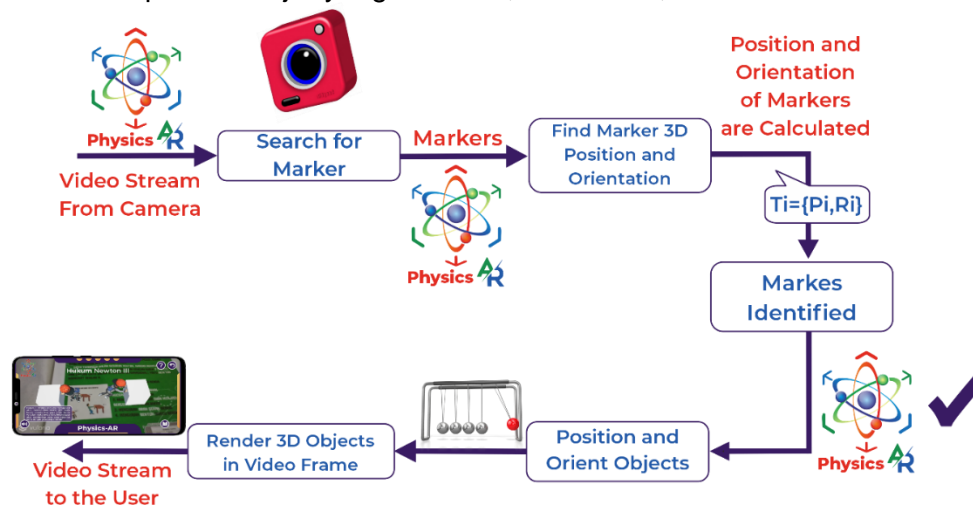 Physics AR
Search for
Marker
Video Stream
From Camera
Markers
Physics AR
Find Marker 3D
Position and
Orientation
Position and
Orientation
of Markers
are Calculated
Ti={Pi,Ri}
Markes
Identified
Physics AR
Position and
Orient Objects
Render 3D Objects
in Video Frame
Hukum Newton III
Physics-AR
Video Stream
to the User